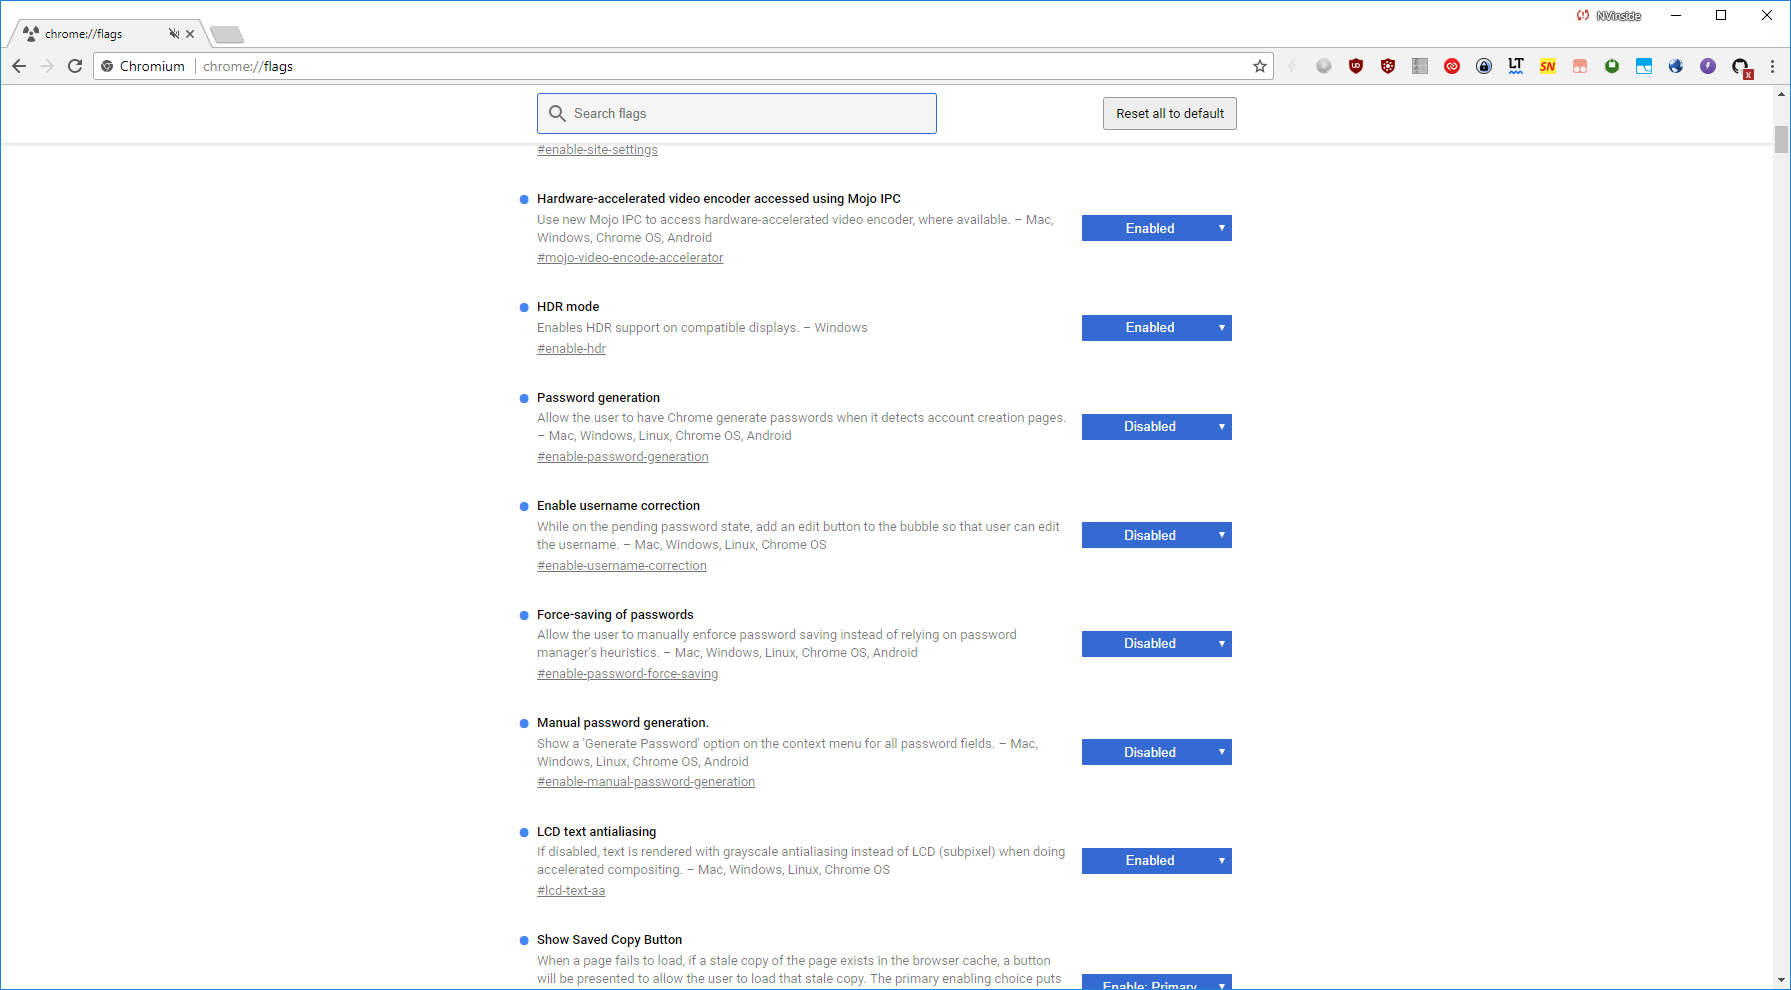 NVinside
chrome://flags
Chromium
chrome://flags
LT
SN
x
Search flags
Reset all to default
#enable-site-settings
Hardware-accelerated video encoder accessed using Mojo IPC
Use new Mojo IPC to access hardware-accelerated video encoder, where available. – Mac,
Windows, Chrome OS, Android
#mojo-video-encode-accelerator
Enabled
HDR mode
Enables HDR support on compatible displays. – Windows
#enable-hdr
Enabled
Password generation
Allow the user to have Chrome generate passwords when it detects account creation pages.
– Mac, Windows, Linux, Chrome OS, Android
#enable-password-generation
Disabled
Enable username correction
While on the pending password state, add an edit button to the bubble so that user can edit
the username. – Mac, Windows, Linux, Chrome OS
#enable-username-correction
Disabled
Force-saving of passwords
Allow the user to manually enforce password saving instead of relying on password
manager's heuristics. – Mac, Windows, Linux, Chrome OS, Android
#enable-password-force-saving
Disabled
Manual password generation.
Show a 'Generate Password' option on the context menu for all password fields. – Mac,
Windows, Linux, Chrome OS, Android
#enable-manual-password-generation
Disabled
LCD text antialiasing
If disabled, text is rendered with grayscale antialiasing instead of LCD (subpixel) when doing
accelerated compositing. – Mac, Windows, Linux, Chrome OS
#lcd-text-aa
Enabled
Show Saved Copy Button
When a page fails to load, if a stale copy of the page exists in the browser cache, a button
will be presented to allow the user to load that stale copy. The primary enabling choice puts
Enable: Primary